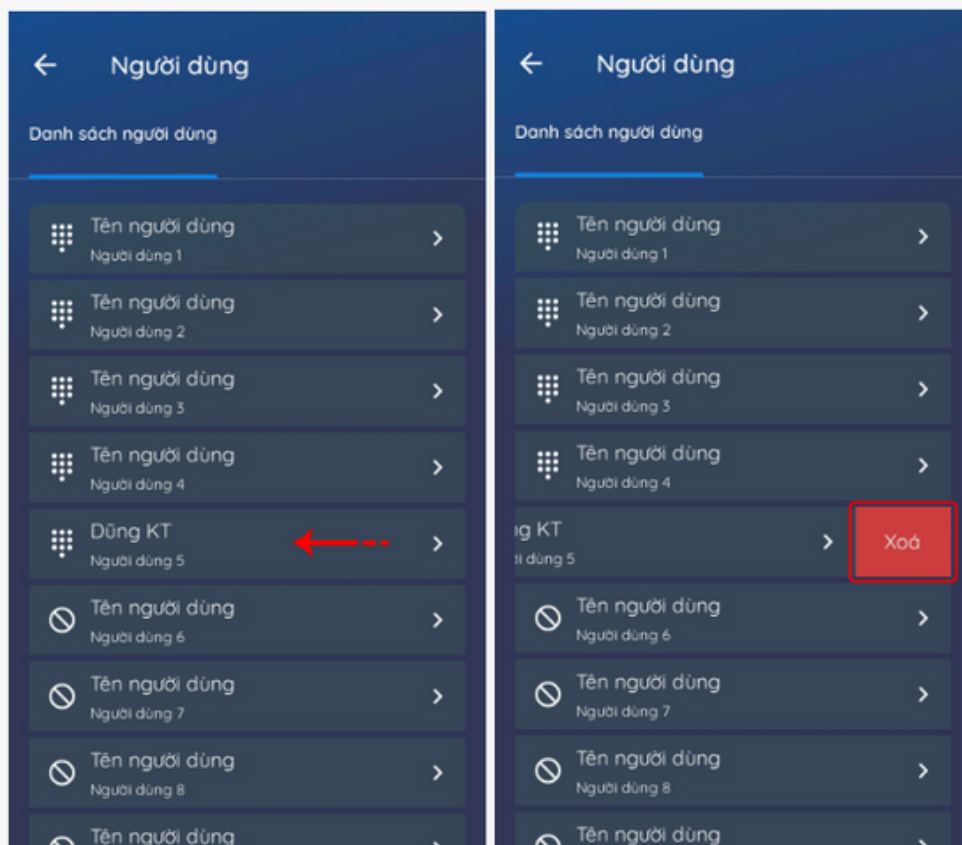 Người dùng
Danh sách người dùng
Tên người dùng
Người dùng 1
Tên người dùng
Người dùng 2
Tên người dùng
Người dùng 3
Tên người dùng
Người dùng 4
Dũng KT
Người dùng 5
Tên người dùng
Người dùng 6
Tên người dùng
Người dùng 7
Tên người dùng
Người dùng 8
Tên người dùng
Người dùng
Danh sách người dùng
Tên người dùng
Người dùng 1
Tên người dùng
Người dùng 2
Tên người dùng
Người dùng 3
Tên người dùng
Người dùng 4
ng KT
ời dùng 5
Xoá
Tên người dùng
Người dùng 6
Tên người dùng
Người dùng 7
Tên người dùng
Người dùng 8
Tên người dùng